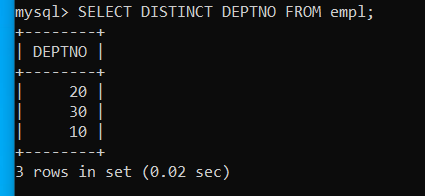 mysql> SELECT DISTINCT DEPTNO FROM empl;
+--------+
| DEPTNO |
+--------+
|     20 |
|     30 |
|     10 |
+--------+
3 rows in set (0.02 sec)